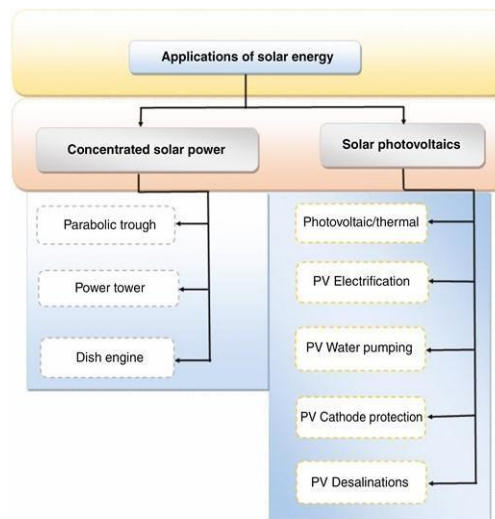 Applications of solar energy
Concentrated solar power
Solar photovoltaics
Parabolic trough
Power tower
Dish engine
Photovoltaic/thermal
PV Electrification
PV Water pumping
PV Cathode protection
PV Desalinations